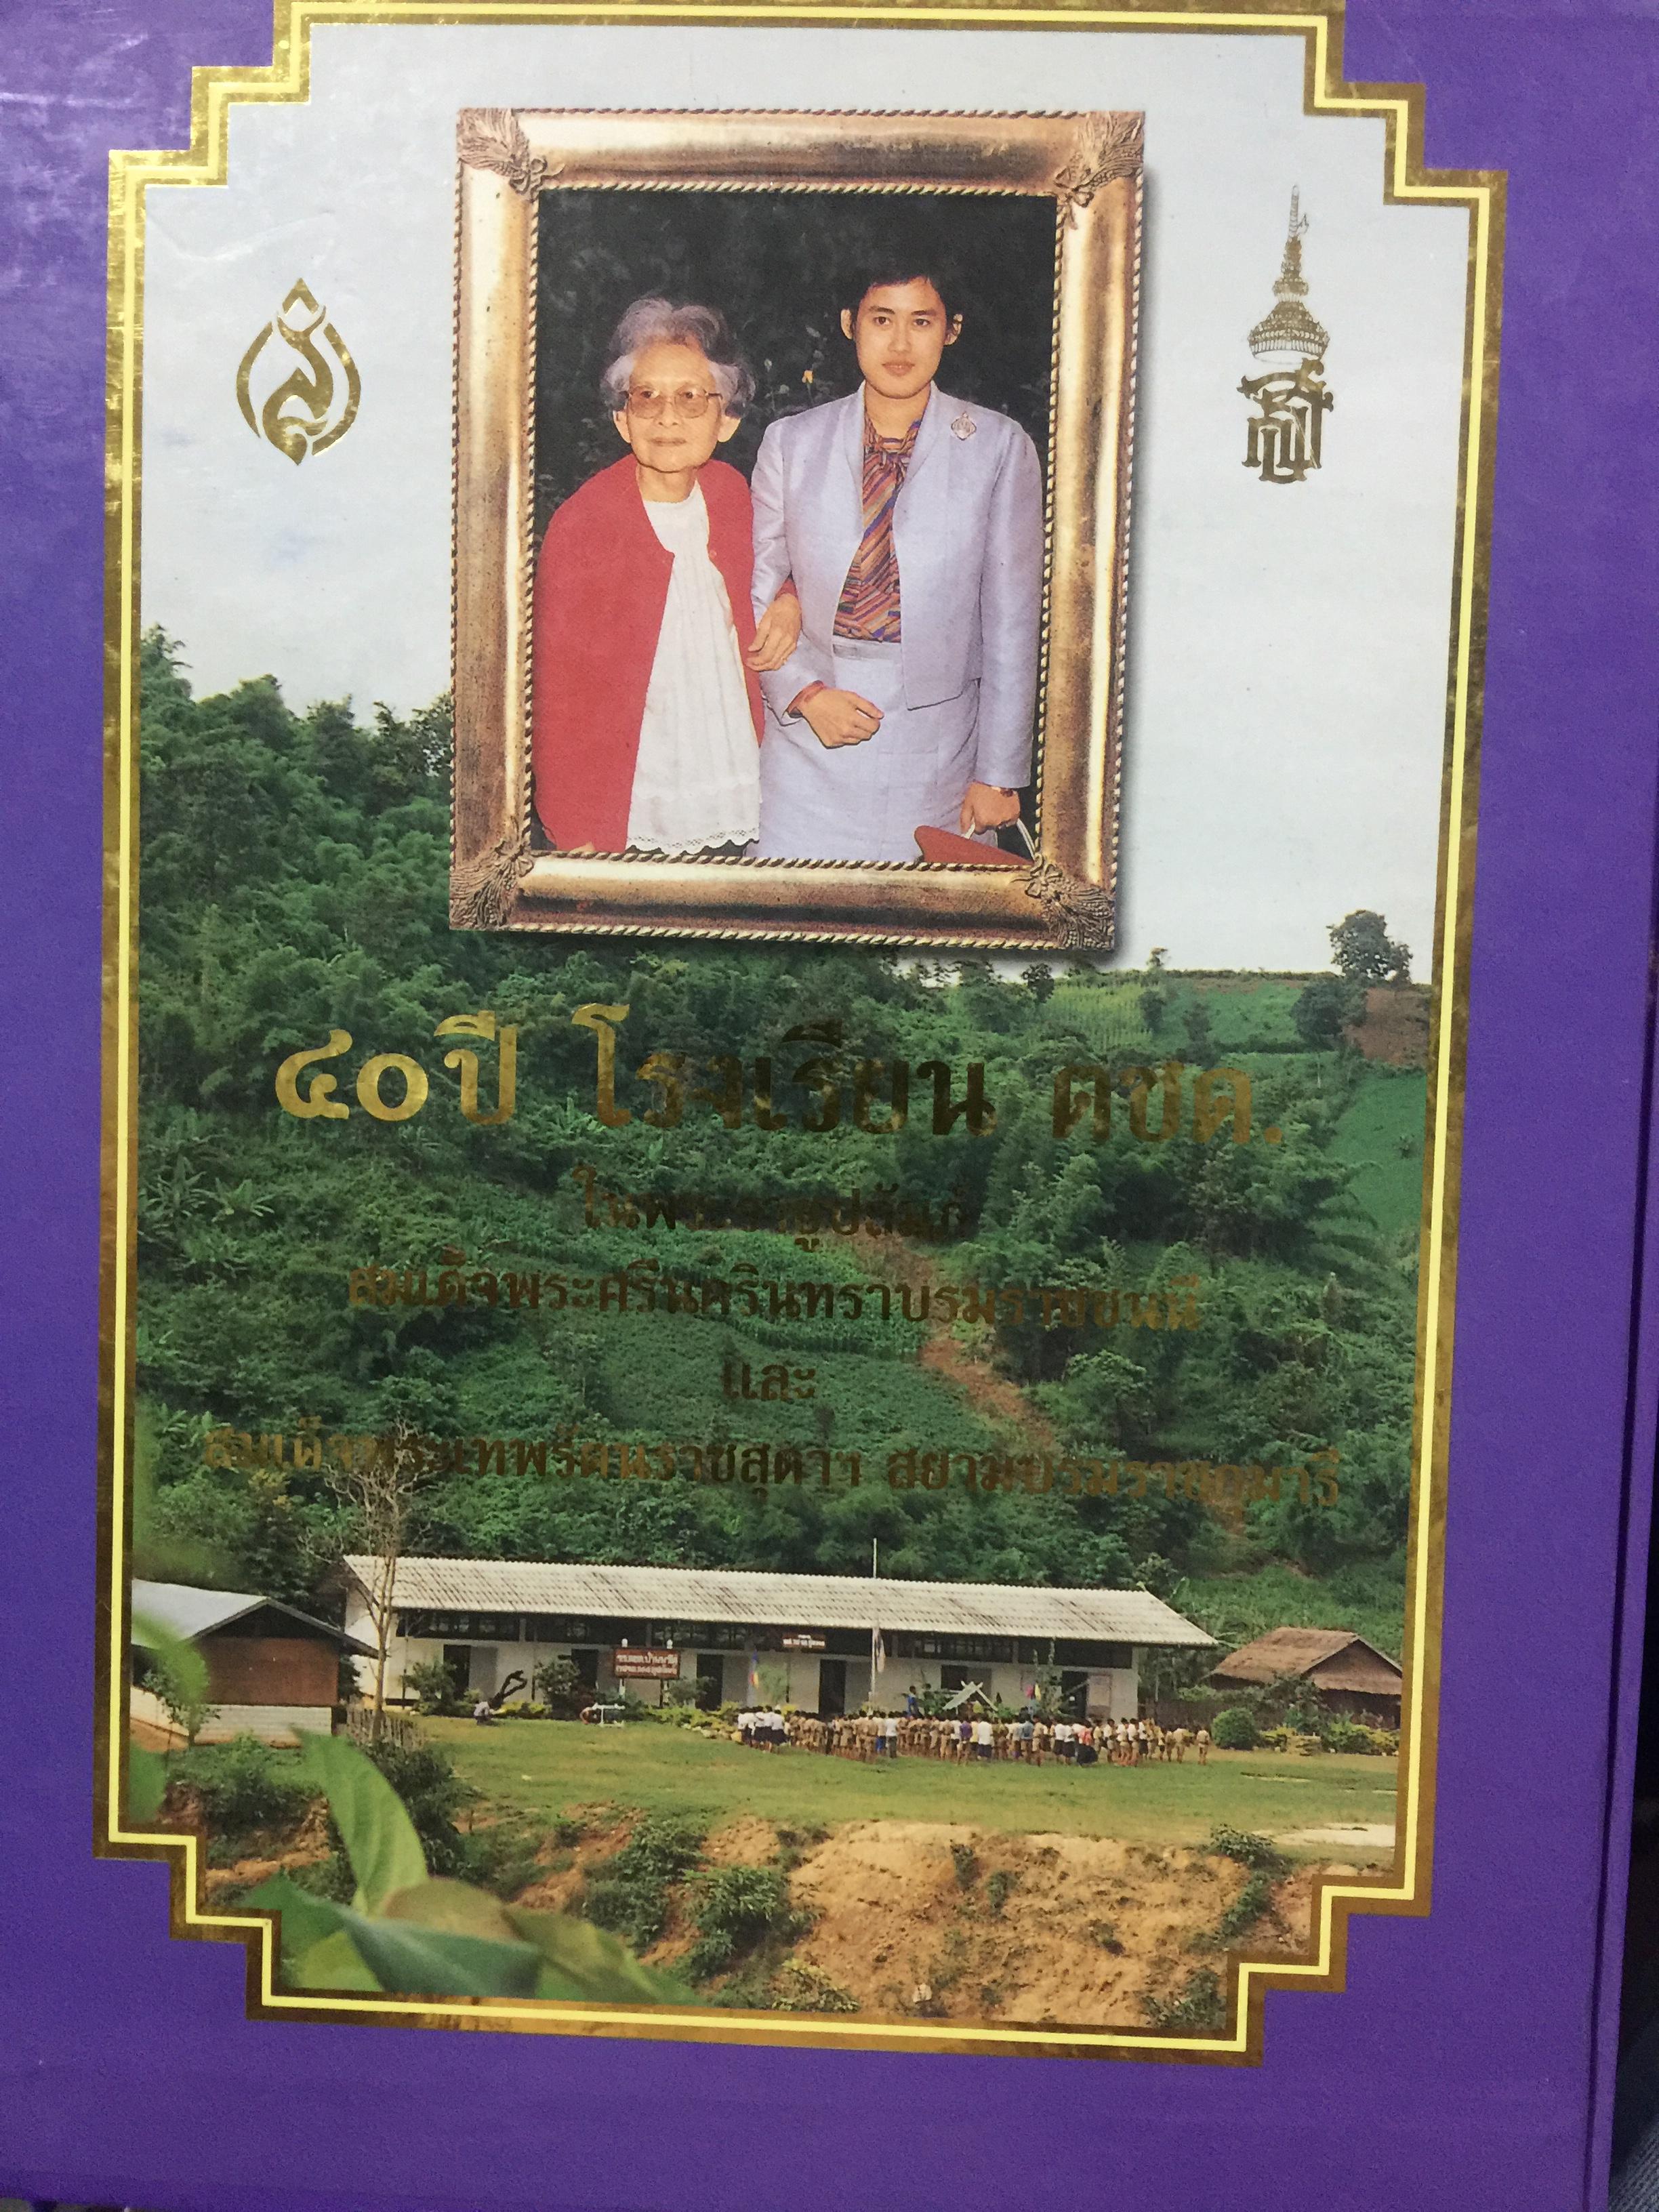 ๔๐ปี โรงเรียน ตชด.
ในพระราชูปถัมภ์
สมเด็จพระศรีนครินทราบรมราชชนนี
และ
สมเด็จพระเทพรัตนราชสุดาฯ สยามบรมราชกุมารี